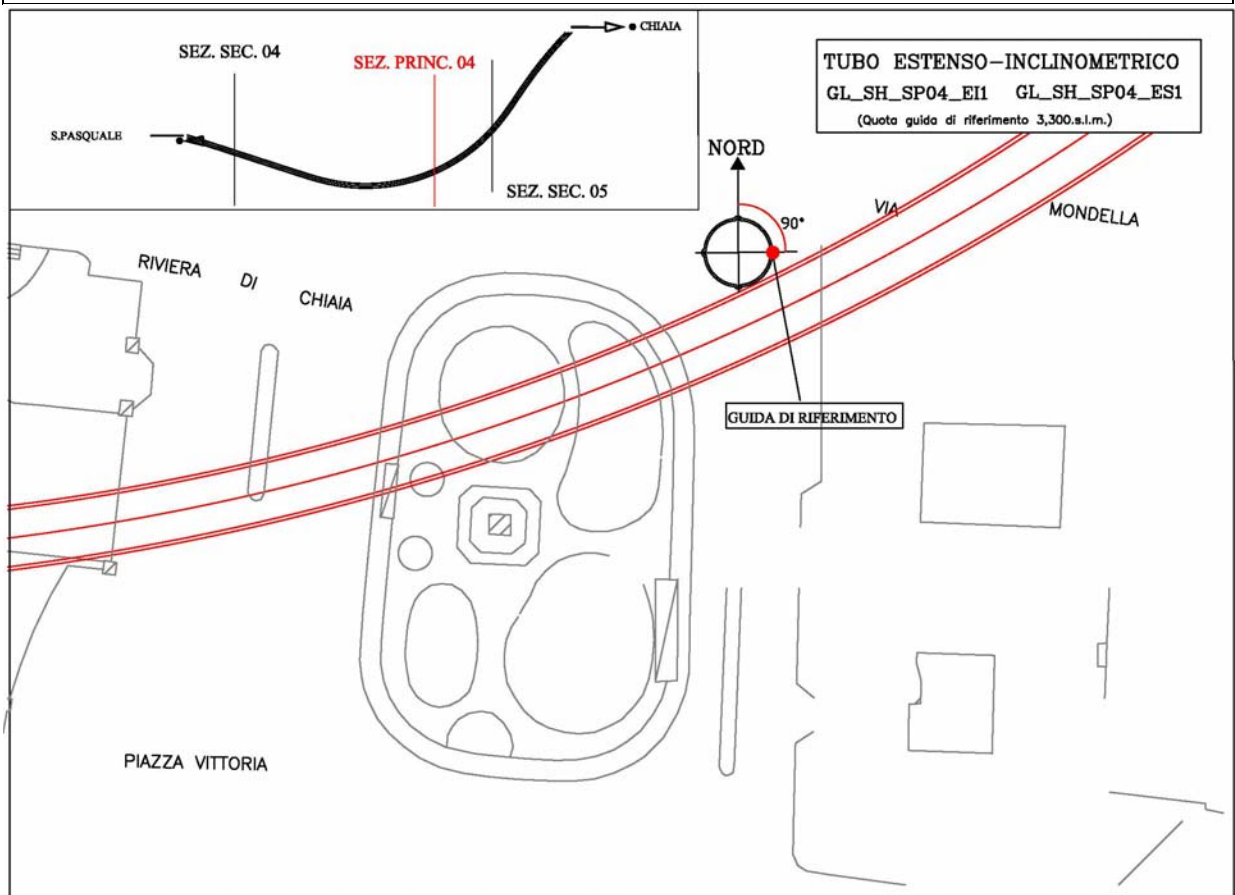 CHIAIA
SEZ. SEC. 04
SEZ. PRINC. 04
S.PASQUALE
SEZ. SEC. 05
TUBO ESTENSO-INCLINOMETRICO
GL_SH_SP04_EI1 GL_SH_SP04_ES1
(Quota guida di riferimento 3,300.s.l.m.)
NORD
90°
VIA MONDELLA
RIVIERA DI CHIAIA
GUIDA DI RIFERIMENTO
PIAZZA VITTORIA